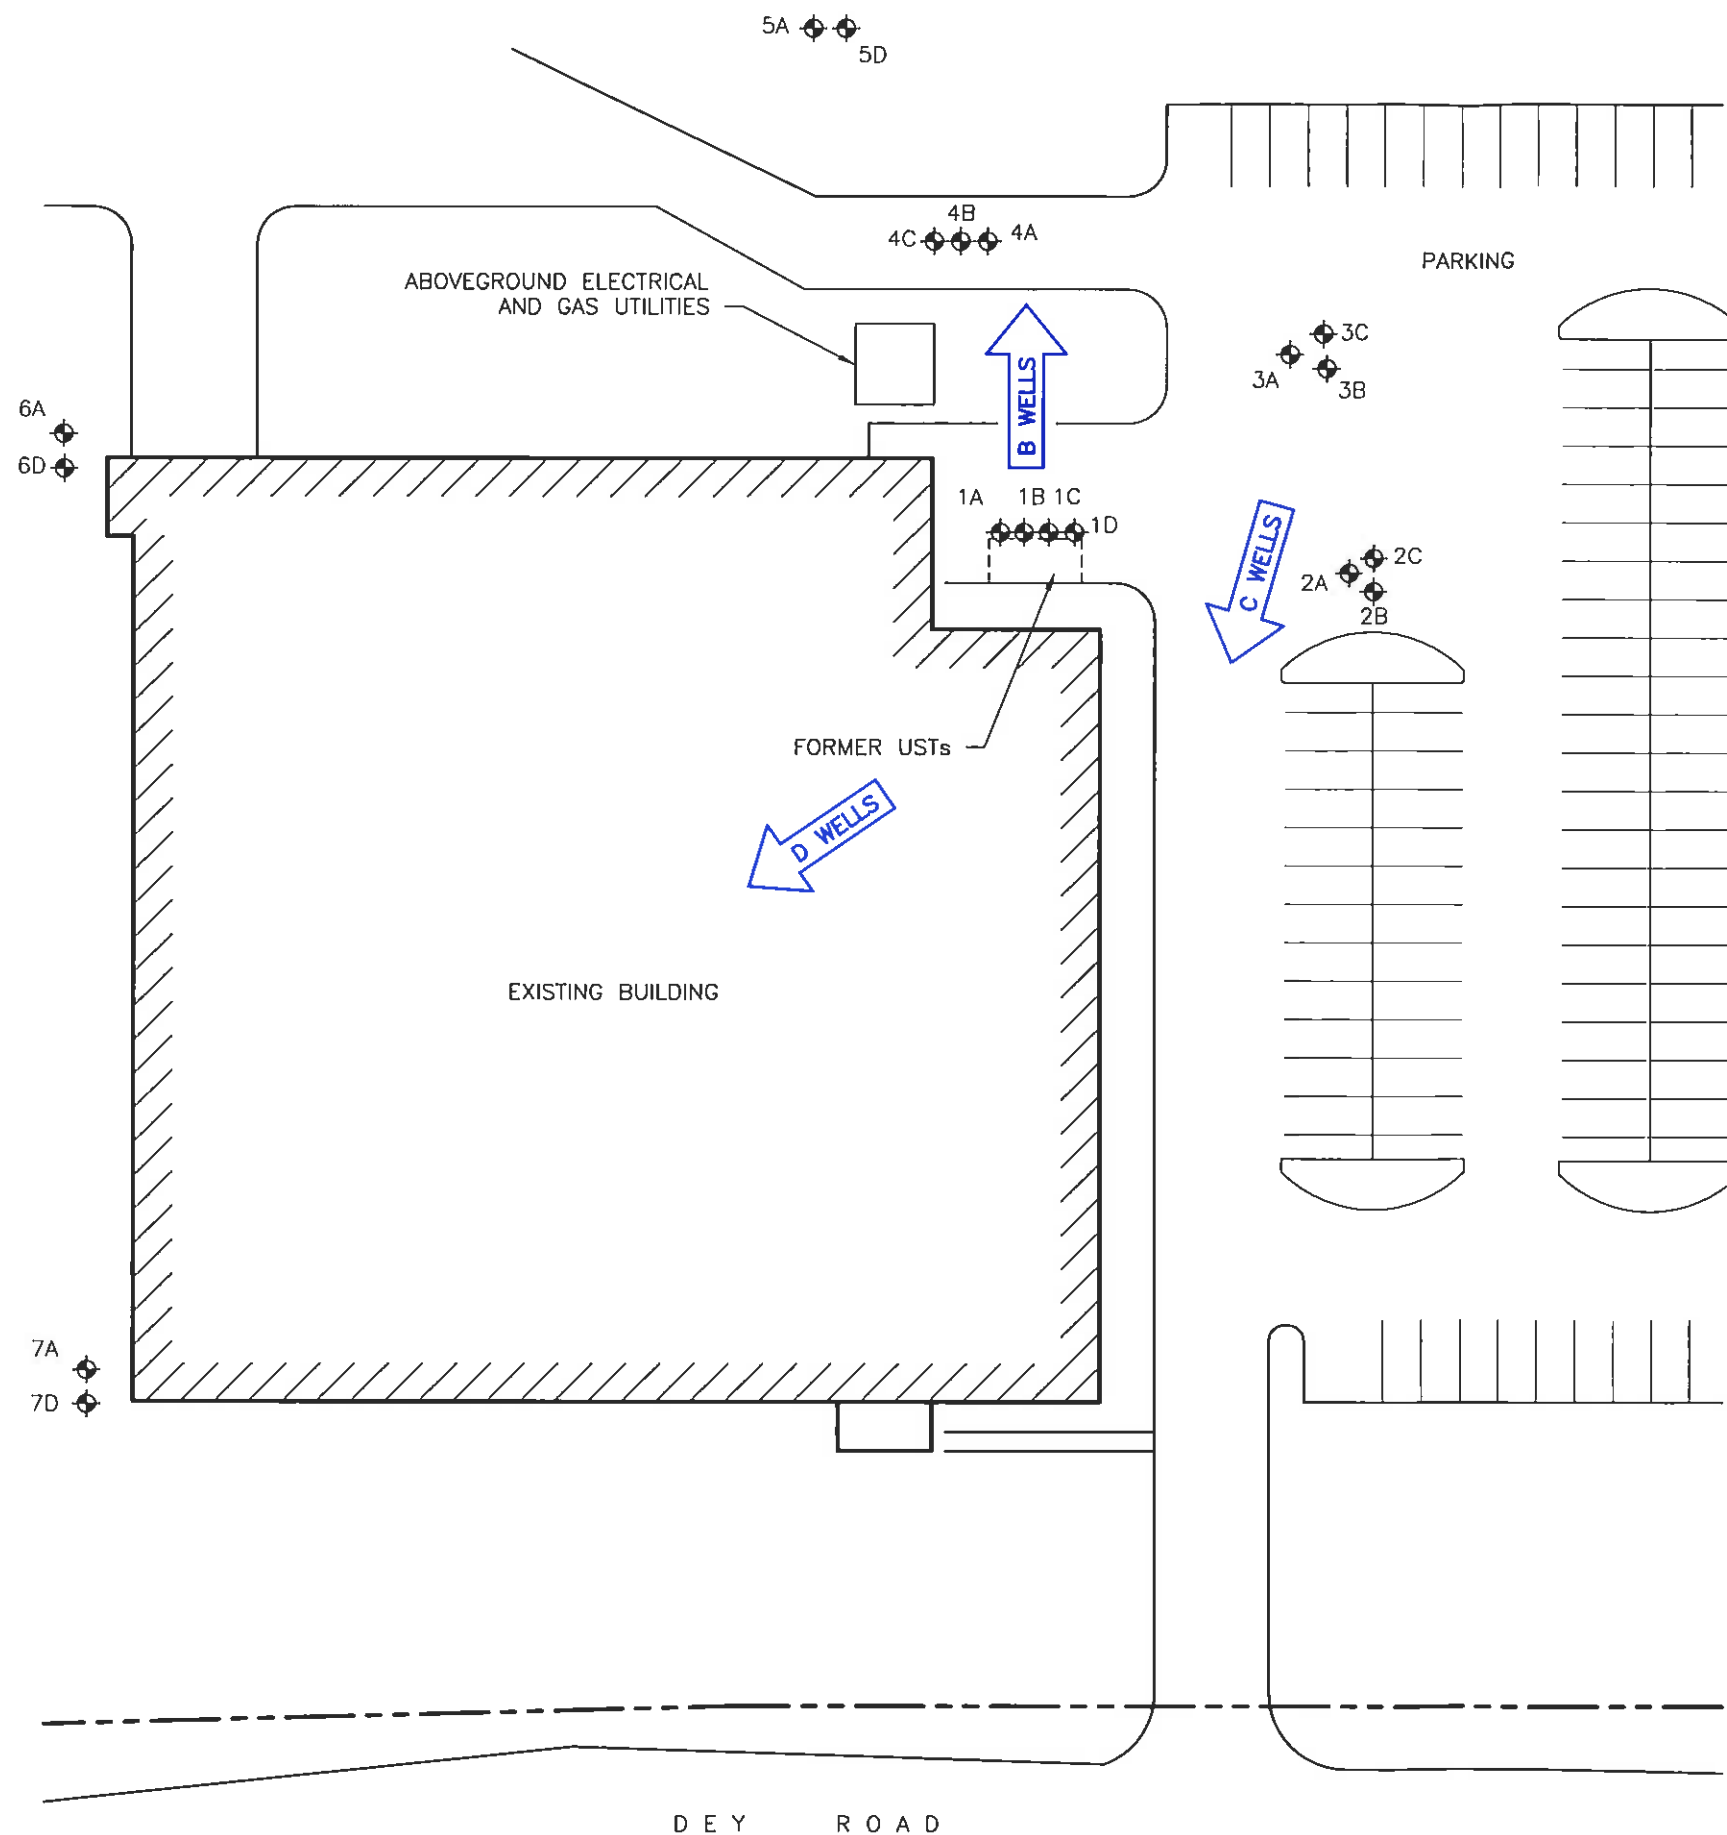 5A
5D
4B
4C
4A
PARKING
ABOVEGROUND ELECTRICAL
AND GAS UTILITIES
3C
3A
3B
B WELLS
6A
6D
1A
1B
1C
1D
C WELLS
2C
2A
2B
FORMER USTs
D WELLS
EXISTING BUILDING
7A
7D
DEY ROAD